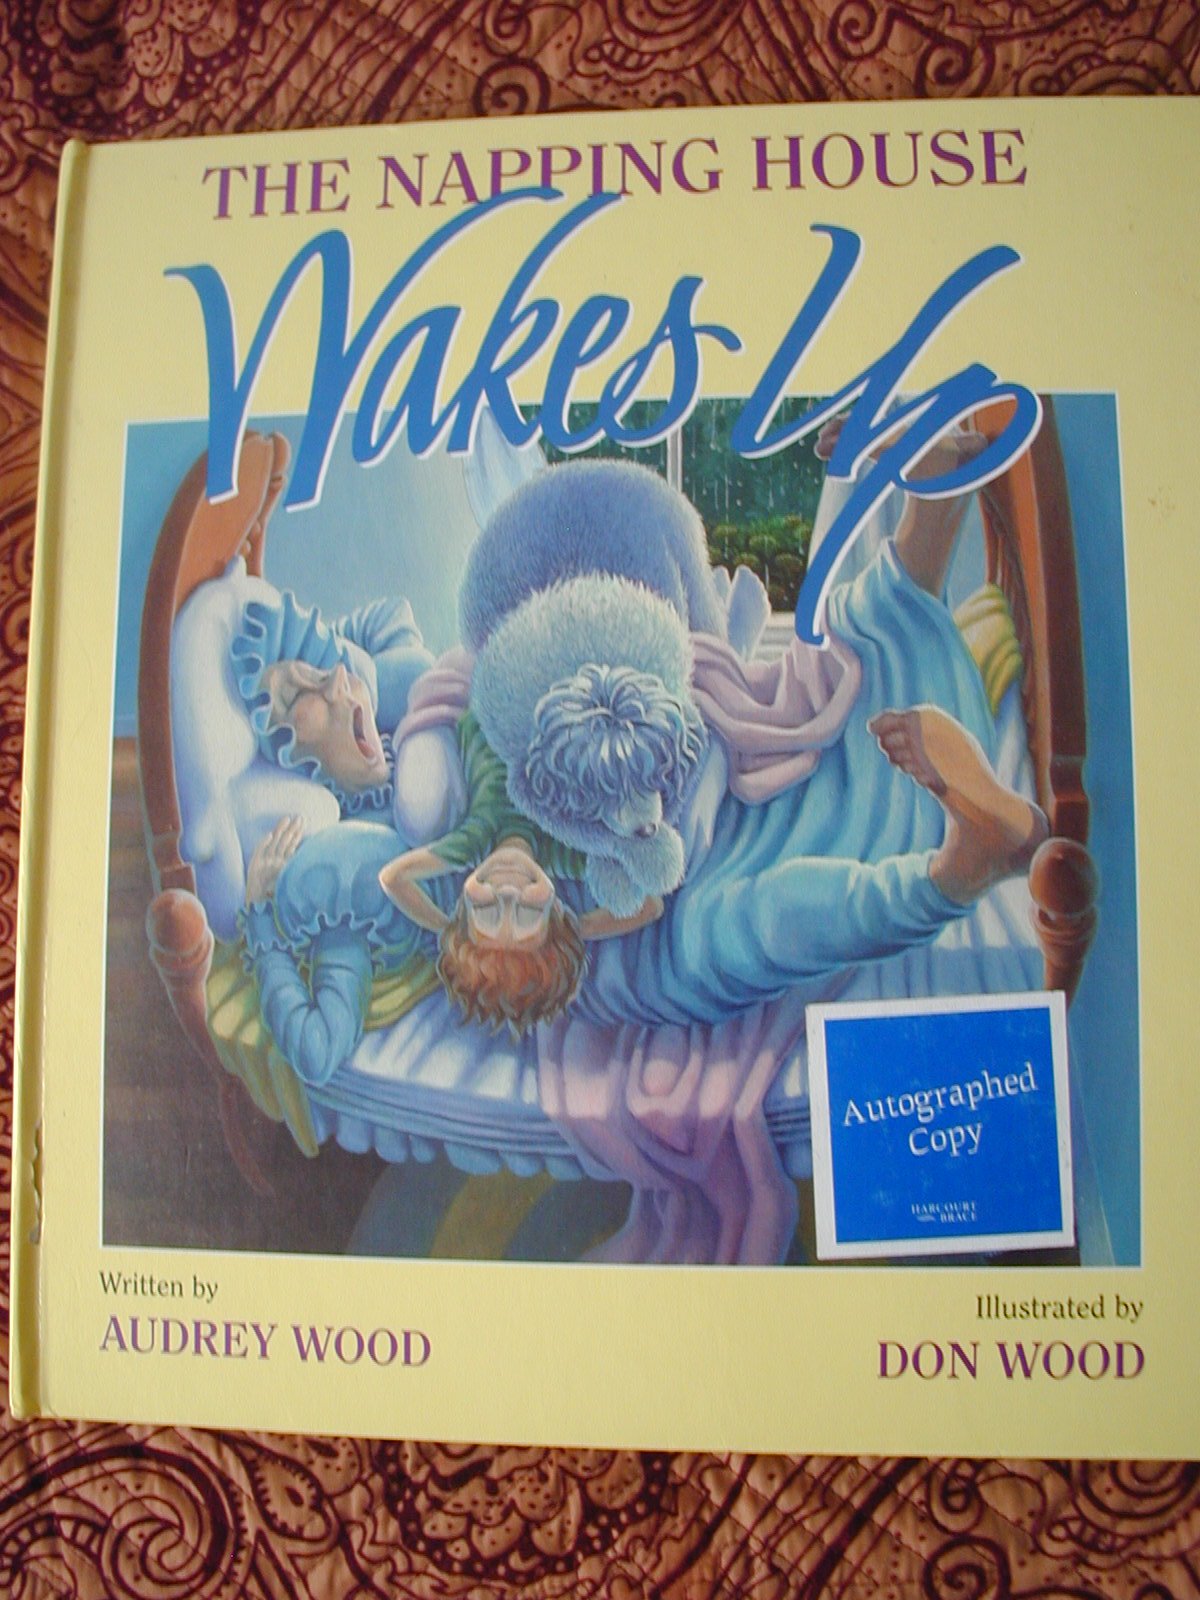 THE NAPPING HOUSE
Wakes Up
Autographed
Copy
HARCOURT
BRACE
Written by
AUDREY WOOD
Illustrated by
DON WOOD